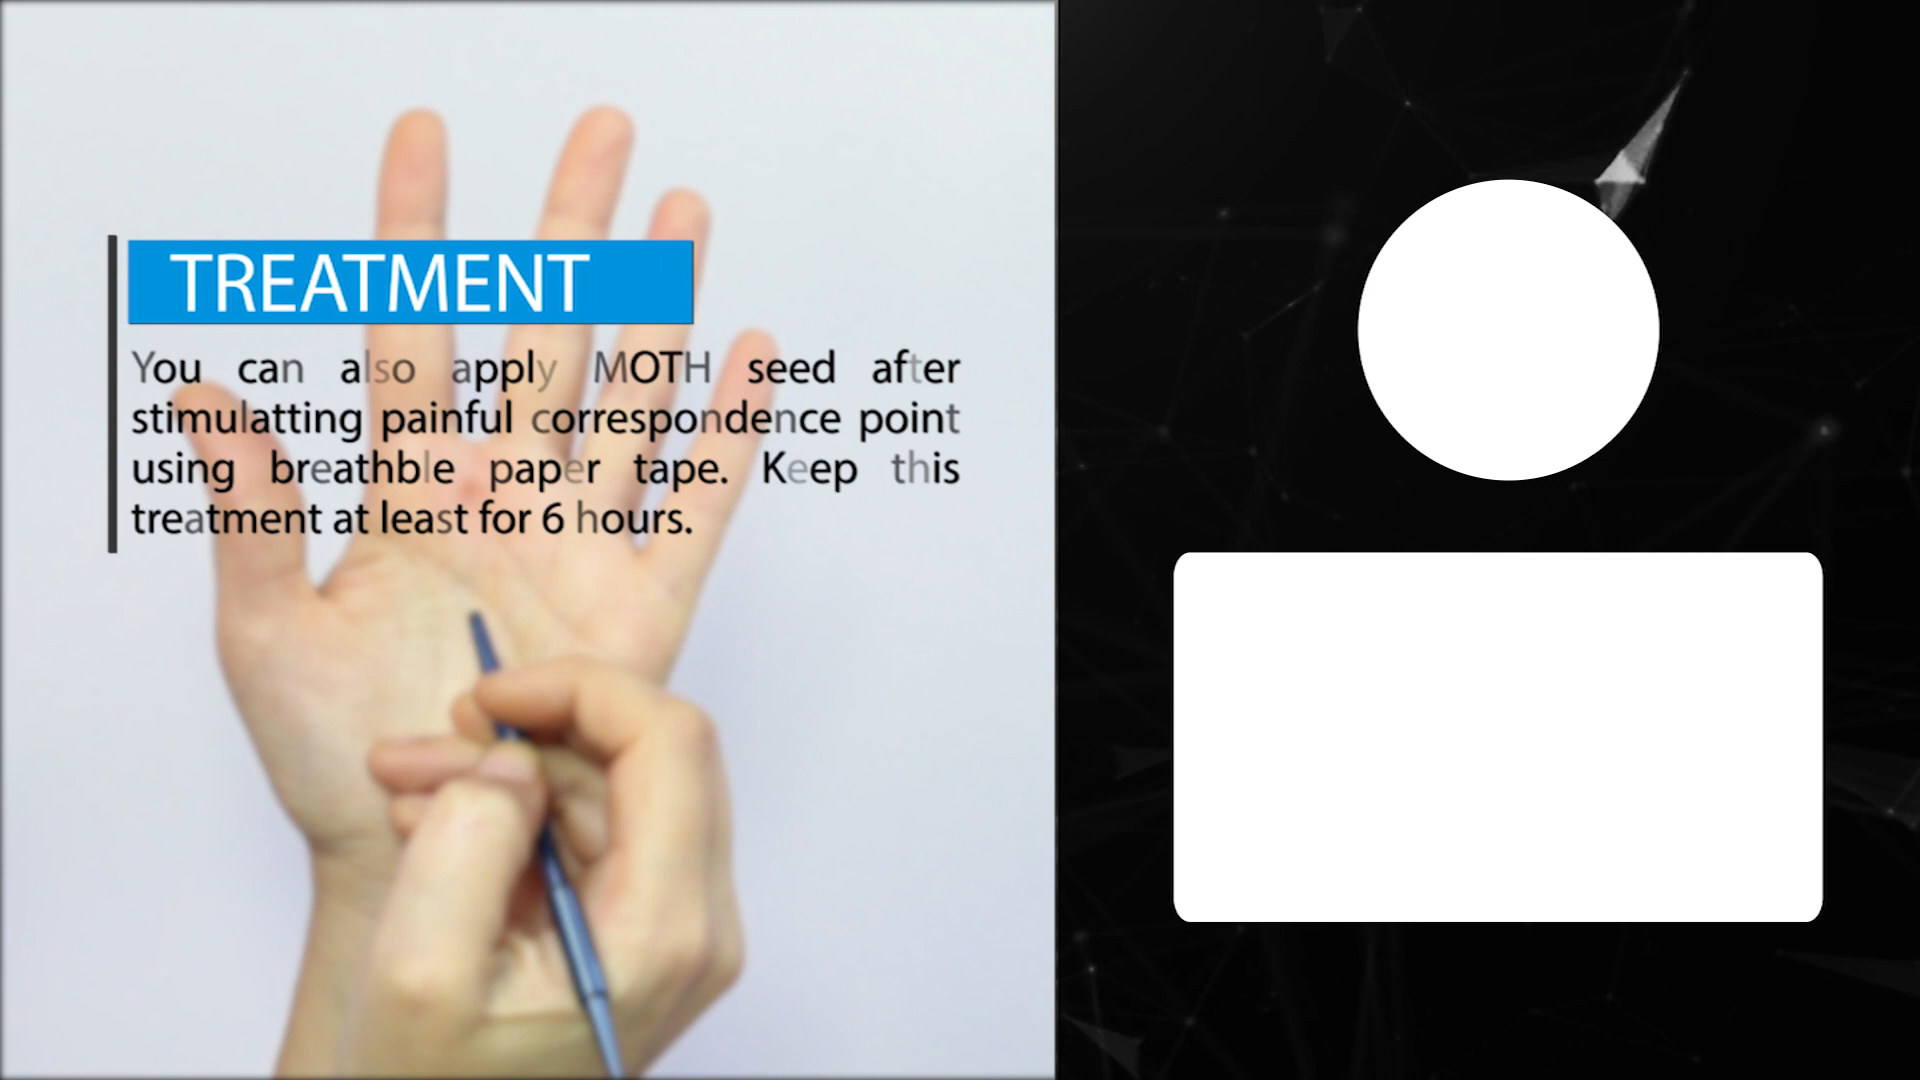 TREATMENT
You can also apply MOTH seed after
stimulatting painful correspondence point
using breathble paper tape. Keep this
treatment at least for 6 hours.